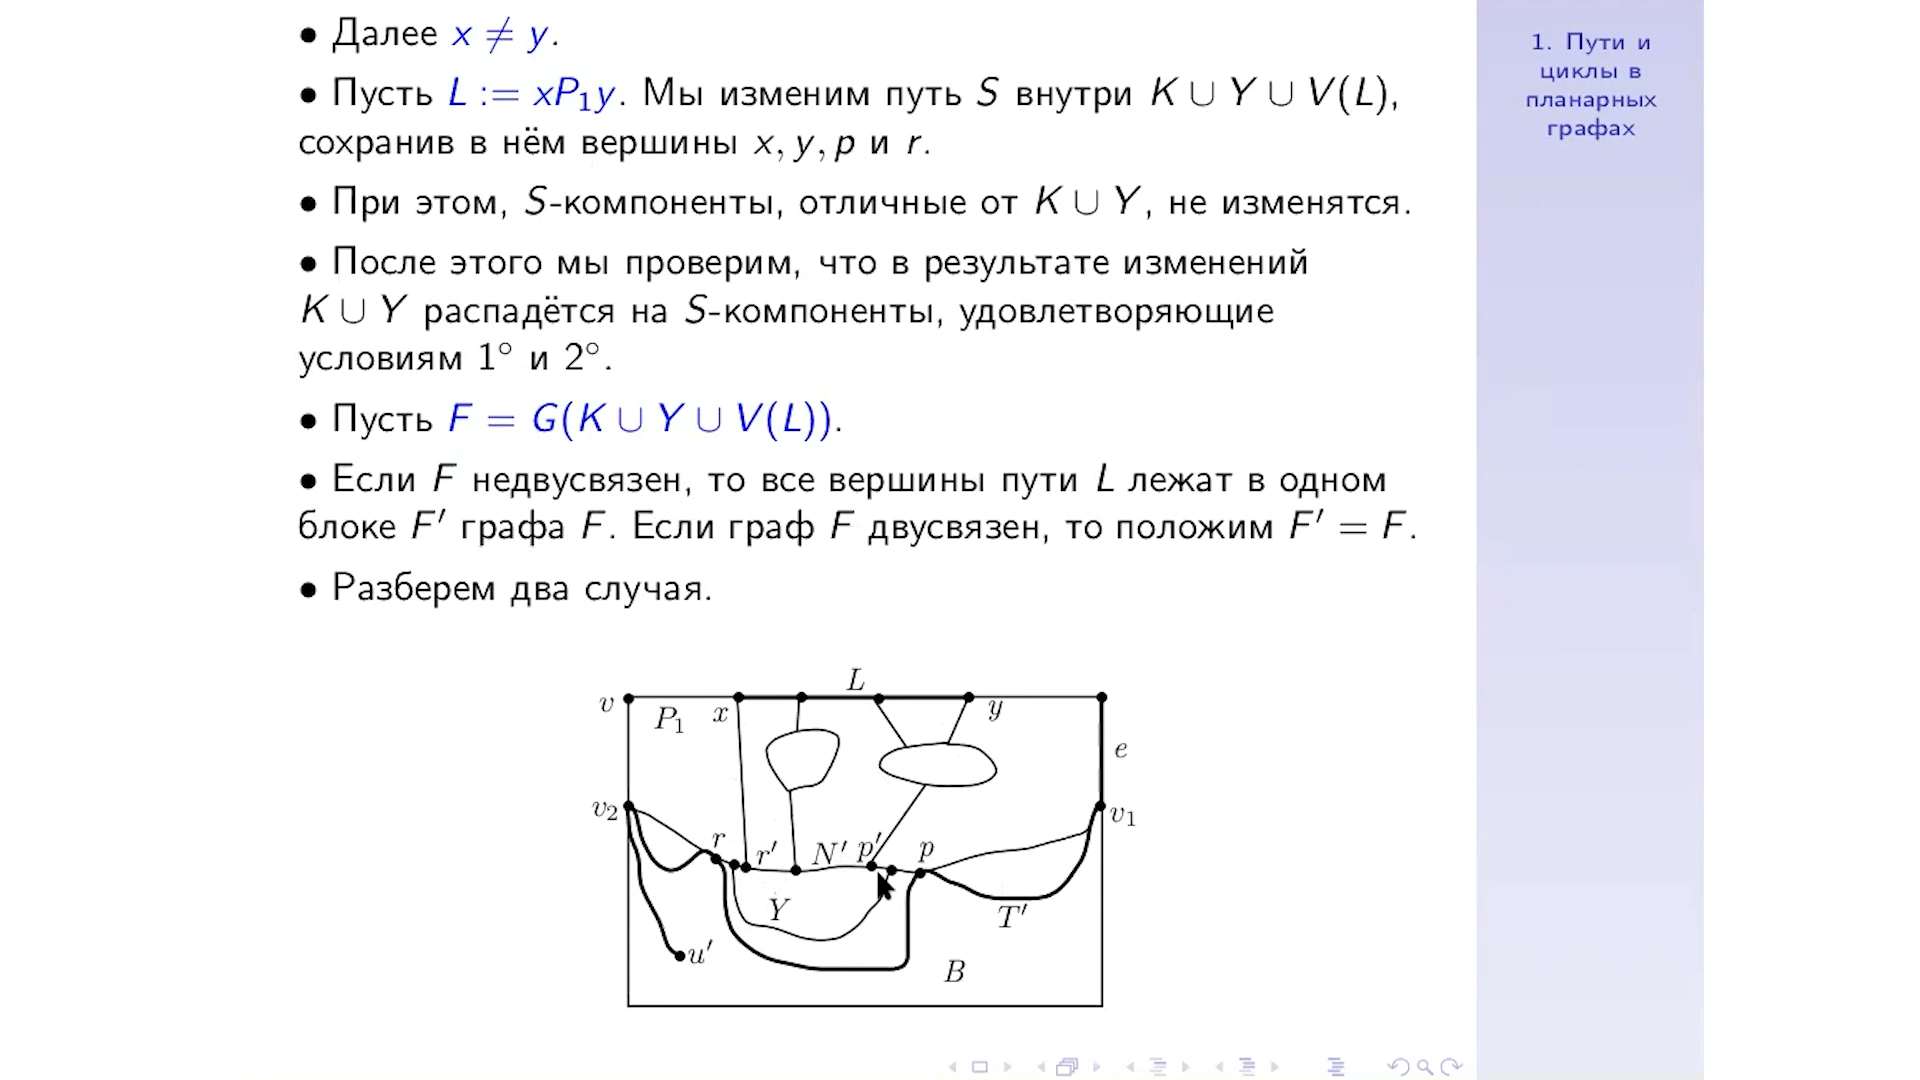 • Далее x ≠ y.
• Пусть L := xP₁y. Мы изменим путь S внутри K ∪ Y ∪ V(L),
сохранив в нём вершины x, y, p и r.
• При этом, S-компоненты, отличные от K ∪ Y, не изменятся.
• После этого мы проверим, что в результате изменений
K ∪ Y распадётся на S-компоненты, удовлетворяющие
условиям 1° и 2°.
• Пусть F = G(K ∪ Y ∪ V(L)).
• Если F недвусвязен, то все вершины пути L лежат в одном
блоке F′ графа F. Если граф F двусвязен, то положим F′ = F.
• Разберем два случая.
1. Пути и
циклы в
планарных
графах
L
v P₁ x y
e
v₂ v₁
r r′ N′ p′ p
Y T′
u′ B